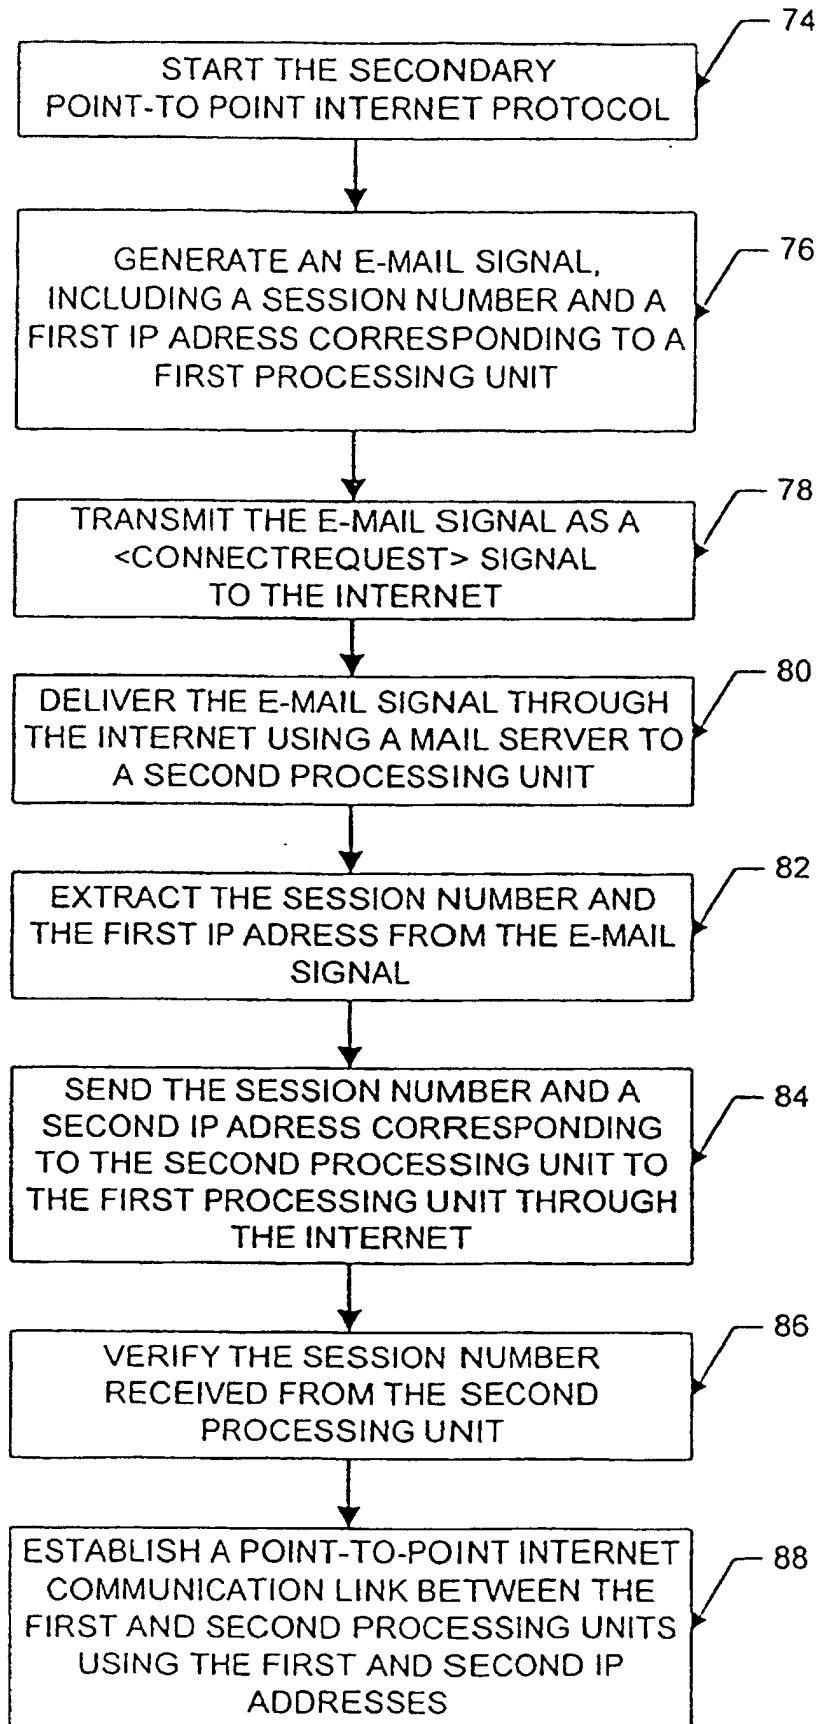 74
START THE SECONDARY
POINT-TO POINT INTERNET PROTOCOL
76
GENERATE AN E-MAIL SIGNAL,
INCLUDING A SESSION NUMBER AND A
FIRST IP ADRESS CORRESPONDING TO A
FIRST PROCESSING UNIT
78
TRANSMIT THE E-MAIL SIGNAL AS A
<CONNECTREQUEST> SIGNAL
TO THE INTERNET
80
DELIVER THE E-MAIL SIGNAL THROUGH
THE INTERNET USING A MAIL SERVER TO
A SECOND PROCESSING UNIT
82
EXTRACT THE SESSION NUMBER AND
THE FIRST IP ADRESS FROM THE E-MAIL
SIGNAL
84
SEND THE SESSION NUMBER AND A
SECOND IP ADRESS CORRESPONDING
TO THE SECOND PROCESSING UNIT TO
THE FIRST PROCESSING UNIT THROUGH
THE INTERNET
86
VERIFY THE SESSION NUMBER
RECEIVED FROM THE SECOND
PROCESSING UNIT
88
ESTABLISH A POINT-TO-POINT INTERNET
COMMUNICATION LINK BETWEEN THE
FIRST AND SECOND PROCESSING UNITS
USING THE FIRST AND SECOND IP
ADDRESSES